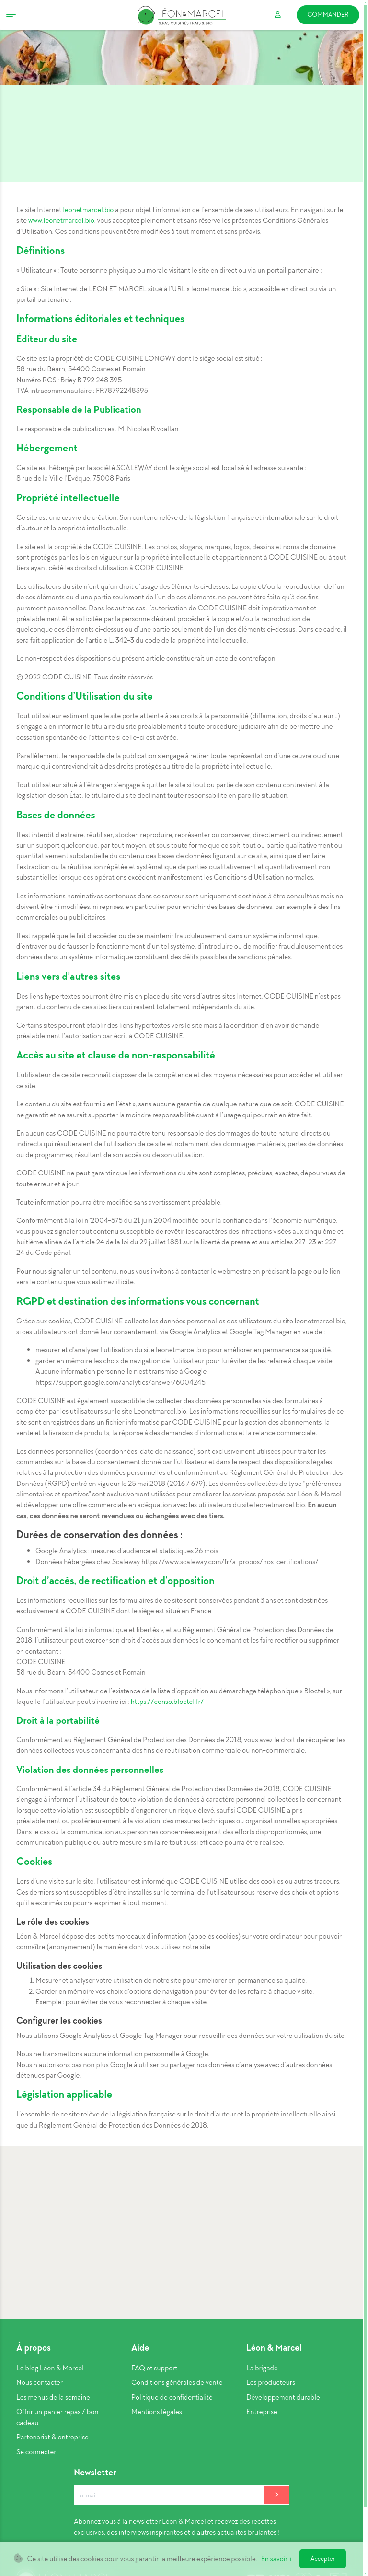 LÉON&MARCEL
REPAS CUISINÉS FRAIS & BIO
COMMANDER
Le site Internet leonetmarcel.bio a pour objet l'information de l'ensemble de ses utilisateurs. En navigant sur le
site www.leonetmarcel.bio, vous acceptez pleinement et sans réserve les présentes Conditions Générales
d'Utilisation. Ces conditions peuvent être modifiées à tout moment et sans préavis.
Définitions
« Utilisateur » : Toute personne physique ou morale visitant le site en direct ou via un portail partenaire ;
« Site » : Site Internet de LEON ET MARCEL situé à l'URL « leonetmarcel.bio », accessible en direct ou via un
portail partenaire ;
Informations éditoriales et techniques
Éditeur du site
Ce site est la propriété de CODE CUISINE LONGWY dont le siège social est situé :
58 rue du Béarn, 54400 Cosnes et Romain
Numéro RCS : Briey B 792 248 395
TVA intracommunautaire : FR78792248395
Responsable de la Publication
Le responsable de publication est M. Nicolas Rivoallan.
Hébergement
Ce site est hébergé par la société SCALEWAY dont le siège social est localisé à l'adresse suivante :
8 rue de la Ville l'Evêque, 75008 Paris
Propriété intellectuelle
Ce site est une œuvre de création. Son contenu relève de la législation française et internationale sur le droit
d'auteur et la propriété intellectuelle.
Le site est la propriété de CODE CUISINE. Les photos, slogans, marques, logos, dessins et noms de domaine
sont protégés par les lois en vigueur sur la propriété intellectuelle et appartiennent à CODE CUISINE ou à tout
tiers ayant cédé les droits d'utilisation à CODE CUISINE.
Les utilisateurs du site n'ont qu'un droit d'usage des éléments ci-dessus. La copie et/ou la reproduction de l'un
de ces éléments ou d'une partie seulement de l'un de ces éléments, ne peuvent être faite qu'à des fins
strictement personnelles. Dans les autres cas, l'autorisation de CODE CUISINE doit impérativement et
préalablement être sollicitée par la personne désirant procéder à la copie et/ou la reproduction de
quelconque des éléments ci-dessus ou d'une partie seulement de l'un des éléments ci-dessus. Dans ce cadre, il
sera fait application de l'article L. 342-3 du code de la propriété intellectuelle.
Le non-respect des dispositions du présent article constituerait un acte de contrefaçon.
© 2022 CODE CUISINE. Tous droits réservés
Conditions d'Utilisation du site
Tout utilisateur estimant que le site porte atteinte à ses droits à la personnalité (diffamation, droits d'auteur...)
s'engage à en informer le titulaire du site préalablement à toute procédure judiciaire afin de permettre une
cessation spontanée de l'atteinte si celle-ci est avérée.
Parallèlement, le responsable de la publication s'engage à retirer toute représentation d'une œuvre ou d'une
marque qui contreviendrait à des droits protégés au titre de la propriété intellectuelle.
Tout utilisateur situé à l'étranger s'engage à quitter le site si tout ou partie de son contenu contrevient à la
législation de son État, le titulaire du site déclinant toute responsabilité en pareille situation.
Bases de données
Il est interdit d'extraire, réutiliser, stocker, reproduire, représenter ou conserver, directement ou indirectement
sur un support quelconque, par tout moyen, et sous toute forme que ce soit, tout ou partie qualitativement ou
quantitativement substantielle du contenu des bases de données figurant sur ce site, ainsi que d'en faire
l'extraction ou la réutilisation répétée et systématique de parties qualitativement et quantitativement non
substantielles lorsque ces opérations excèdent manifestement les Conditions d'Utilisation normales.
Les informations nominatives contenues dans ce serveur sont uniquement destinées à être consultées mais ne
doivent être ni modifiées, ni reprises, en particulier pour enrichir des bases de données, par exemple à des fins
commerciales ou publicitaires.
Il est rappelé que le fait d'accéder ou de se maintenir frauduleusement dans un système informatique,
d'entraver ou de fausser le fonctionnement d'un tel système, d'introduire ou de modifier frauduleusement des
données dans un système informatique constituent des délits passibles de sanctions pénales.
Liens vers d'autres sites
Des liens hypertextes pourront être mis en place du site vers d'autres sites Internet. CODE CUISINE n'est pas
garant du contenu de ces sites tiers qui restent totalement indépendants du site.
Certains sites pourront établir des liens hypertextes vers le site mais à la condition d'en avoir demandé
préalablement l'autorisation par écrit à CODE CUISINE.
Accès au site et clause de non-responsabilité
L'utilisateur de ce site reconnaît disposer de la compétence et des moyens nécessaires pour accéder et utiliser
ce site.
Le contenu du site est fourni « en l'état », sans aucune garantie de quelque nature que ce soit. CODE CUISINE
ne garantit et ne saurait supporter la moindre responsabilité quant à l'usage qui pourrait en être fait.
En aucun cas CODE CUISINE ne pourra être tenu responsable des dommages de toute nature, directs ou
indirects qui résulteraient de l'utilisation de ce site et notamment des dommages matériels, pertes de données
ou de programmes, résultant de son accès ou de son utilisation.
CODE CUISINE ne peut garantir que les informations du site sont complètes, précises, exactes, dépourvues de
toute erreur et à jour.
Toute information pourra être modifiée sans avertissement préalable.
Conformément à la loi n°2004-575 du 21 juin 2004 modifiée pour la confiance dans l'économie numérique,
vous pouvez signaler tout contenu susceptible de revêtir les caractères des infractions visées aux cinquième et
huitième alinéa de l'article 24 de la loi du 29 juillet 1881 sur la liberté de presse et aux articles 227-23 et 227-
24 du Code pénal.
Pour nous signaler un tel contenu, nous vous invitons à contacter le webmestre en précisant la page ou le lien
vers le contenu que vous estimez illicite.
RGPD et destination des informations vous concernant
Grâce aux cookies, CODE CUISINE collecte les données personnelles des utilisateurs du site leonetmarcel.bio,
si ces utilisateurs ont donné leur consentement, via Google Analytics et Google Tag Manager en vue de :
• mesurer et d'analyser l'utilisation du site leonetmarcel.bio pour améliorer en permanence sa qualité.
• garder en mémoire les choix de navigation de l'utilisateur pour lui éviter de les refaire à chaque visite.
Aucune information personnelle n'est transmise à Google.
https://support.google.com/analytics/answer/6004245
CODE CUISINE est également susceptible de collecter des données personnelles via des formulaires à
compléter par les utilisateurs sur le site Leonetmarcel.bio. Les informations recueillies sur les formulaires de ce
site sont enregistrées dans un fichier informatisé par CODE CUISINE pour la gestion des abonnements, la
vente et la livraison de produits, la réponse à des demandes d'informations et la relance commerciale.
Les données personnelles (coordonnées, date de naissance) sont exclusivement utilisées pour traiter les
commandes sur la base du consentement donné par l'utilisateur et dans le respect des dispositions légales
relatives à la protection des données personnelles et conformément au Règlement Général de Protection des
Données (RGPD) entré en vigueur le 25 mai 2018 (2016 / 679). Les données collectées de type "préférences
alimentaires et sportives" sont exclusivement utilisées pour améliorer les services proposés par Léon & Marcel
et développer une offre commerciale en adéquation avec les utilisateurs du site leonetmarcel.bio. En aucun
cas, ces données ne seront revendues ou échangées avec des tiers.
Durées de conservation des données :
• Google Analytics : mesures d'audience et statistiques 26 mois
• Données hébergées chez Scaleway https://www.scaleway.com/fr/a-propos/nos-certifications/
Droit d'accès, de rectification et d'opposition
Les informations recueillies sur les formulaires de ce site sont conservées pendant 3 ans et sont destinées
exclusivement à CODE CUISINE dont le siège est situé en France.
Conformément à la loi « informatique et libertés », et au Règlement Général de Protection des Données de
2018, l'utilisateur peut exercer son droit d'accès aux données le concernant et les faire rectifier ou supprimer
en contactant :
CODE CUISINE
58 rue du Béarn, 54400 Cosnes et Romain
Nous informons l'utilisateur de l'existence de la liste d'opposition au démarchage téléphonique « Bloctel », sur
laquelle l'utilisateur peut s'inscrire ici : https://conso.bloctel.fr/
Droit à la portabilité
Conformément au Règlement Général de Protection des Données de 2018, vous avez le droit de récupérer les
données collectées vous concernant à des fins de réutilisation commerciale ou non-commerciale.
Violation des données personnelles
Conformément à l'article 34 du Règlement Général de Protection des Données de 2018, CODE CUISINE
s'engage à informer l'utilisateur de toute violation de données à caractère personnel collectées le concernant
lorsque cette violation est susceptible d'engendrer un risque élevé, sauf si CODE CUISINE a pris
préalablement ou postérieurement à la violation, des mesures techniques ou organisationnelles appropriées.
Dans le cas où la communication aux personnes concernées exigerait des efforts disproportionnés, une
communication publique ou autre mesure similaire tout aussi efficace pourra être réalisée.
Cookies
Lors d'une visite sur le site, l'utilisateur est informé que CODE CUISINE utilise des cookies ou autres traceurs.
Ces derniers sont susceptibles d'être installés sur le terminal de l'utilisateur sous réserve des choix et options
qu'il a exprimés ou pourra exprimer à tout moment.
Le rôle des cookies
Léon & Marcel dépose des petits morceaux d'information (appelés cookies) sur votre ordinateur pour pouvoir
connaître (anonymement) la manière dont vous utilisez notre site.
Utilisation des cookies
1. Mesurer et analyser votre utilisation de notre site pour améliorer en permanence sa qualité.
2. Garder en mémoire vos choix d'options de navigation pour éviter de les refaire à chaque visite.
Exemple : pour éviter de vous reconnecter à chaque visite.
Configurer les cookies
Nous utilisons Google Analytics et Google Tag Manager pour recueillir des données sur votre utilisation du site.
Nous ne transmettons aucune information personnelle à Google.
Nous n'autorisons pas non plus Google à utiliser ou partager nos données d'analyse avec d'autres données
détenues par Google.
Législation applicable
L'ensemble de ce site relève de la législation française sur le droit d'auteur et la propriété intellectuelle ainsi
que du Règlement Général de Protection des Données de 2018.
À propos
Le blog Léon & Marcel
Nous contacter
Les menus de la semaine
Offrir un panier repas / bon
cadeau
Partenariat & entreprise
Se connecter
Aide
FAQ et support
Conditions générales de vente
Politique de confidentialité
Mentions légales
Léon & Marcel
La brigade
Les producteurs
Développement durable
Entreprise
Newsletter
e-mail
Abonnez vous à la newsletter Léon & Marcel et recevez des recettes
exclusives, des interviews inspirantes et d'autres actualités brûlantes !
Ce site utilise des cookies pour vous garantir la meilleure expérience possible. En savoir +
Accepter